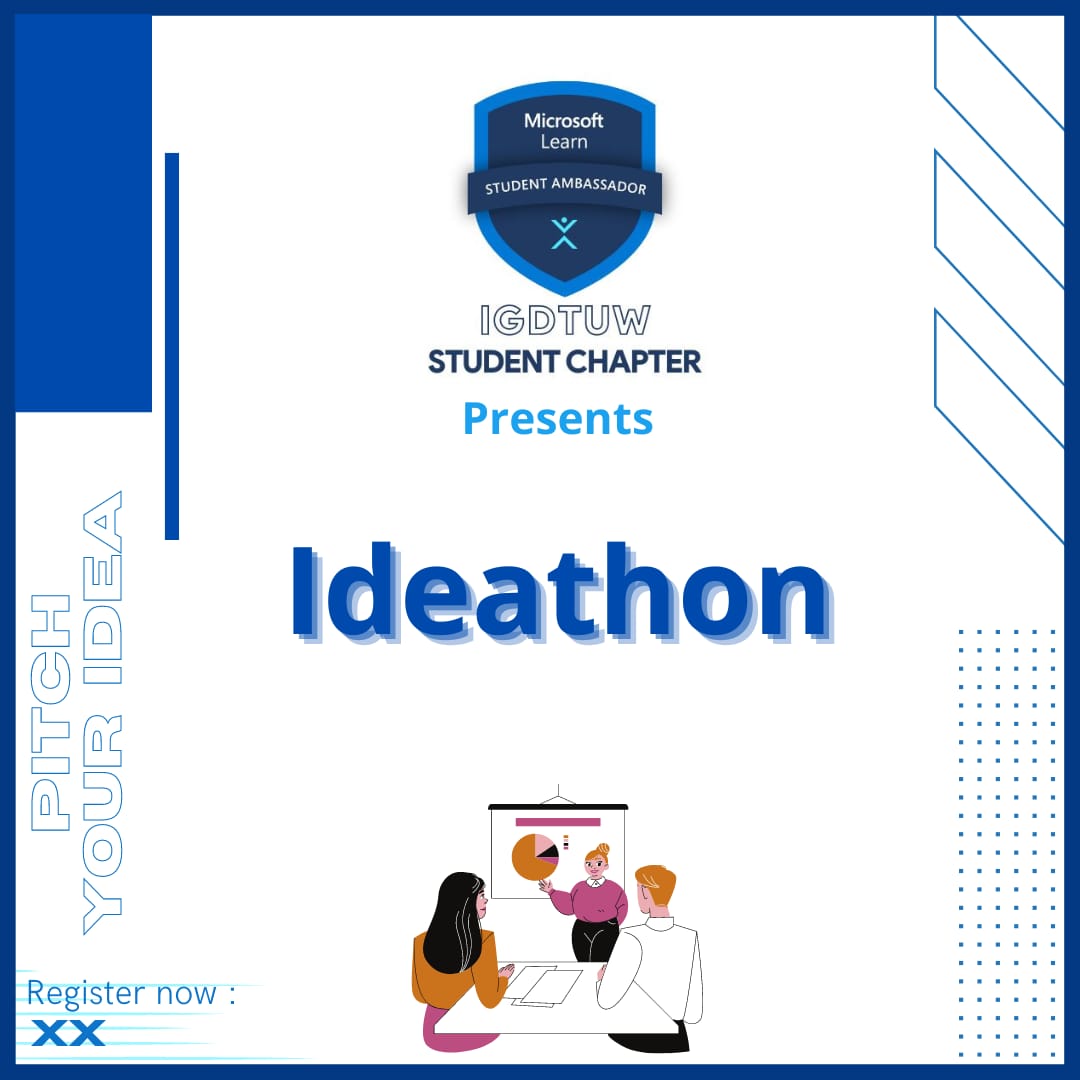 Microsoft
Learn
STUDENT AMBASSADOR
IGDTUW
STUDENT CHAPTER
Presents
Ideathon
PITCH
YOUR IDEA
Register now :
XX